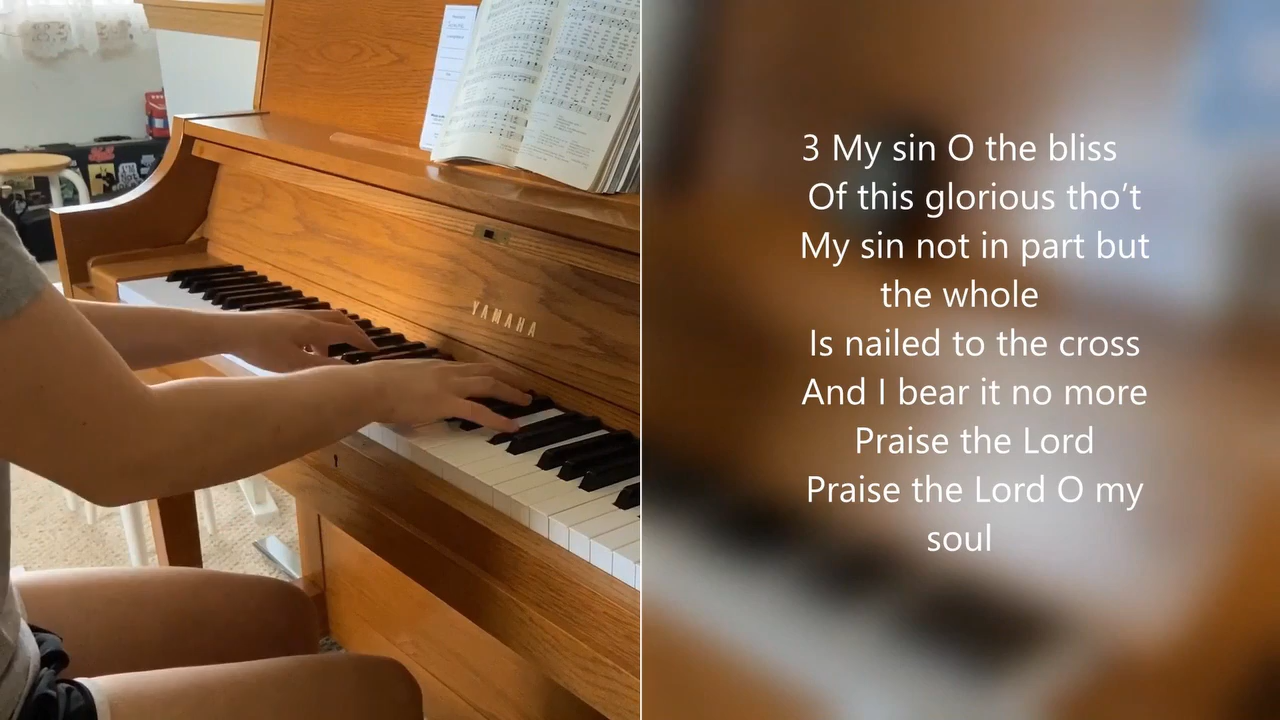 YAMAHA
3 My sin O the bliss
Of this glorious tho’t
My sin not in part but
the whole
Is nailed to the cross
And I bear it no more
Praise the Lord
Praise the Lord O my
soul